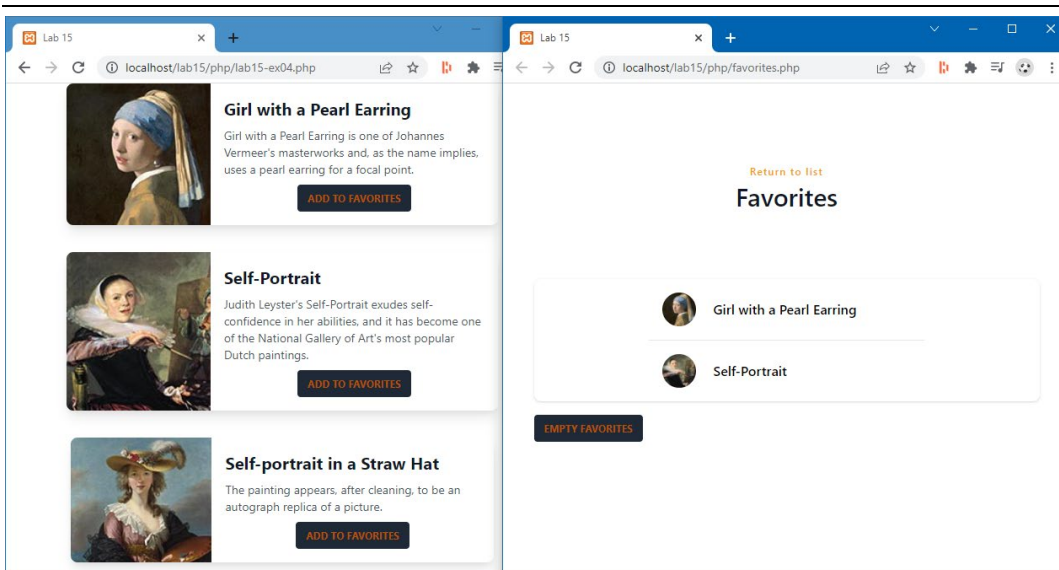 Lab 15
localhost/lab15/php/lab15-ex04.php
Girl with a Pearl Earring
Girl with a Pearl Earring is one of Johannes
Vermeer's masterworks and, as the name implies,
uses a pearl earring for a focal point.
ADD TO FAVORITES
Self-Portrait
Judith Leyster's Self-Portrait exudes self-
confidence in her abilities, and it has become one
of the National Gallery of Art's most popular
Dutch paintings.
ADD TO FAVORITES
Self-portrait in a Straw Hat
The painting appears, after cleaning, to be an
autograph replica of a picture.
ADD TO FAVORITES
Lab 15
localhost/lab15/php/favorites.php
Return to list
Favorites
Girl with a Pearl Earring
Self-Portrait
EMPTY FAVORITES